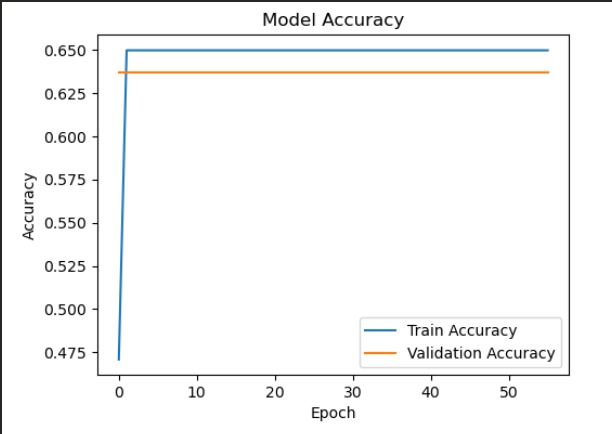 Model Accuracy
0.650
0.625
0.600
0.575
0.550
0.525
0.500
0.475
Accuracy
Train Accuracy
Validation Accuracy
0 10 20 30 40 50
Epoch